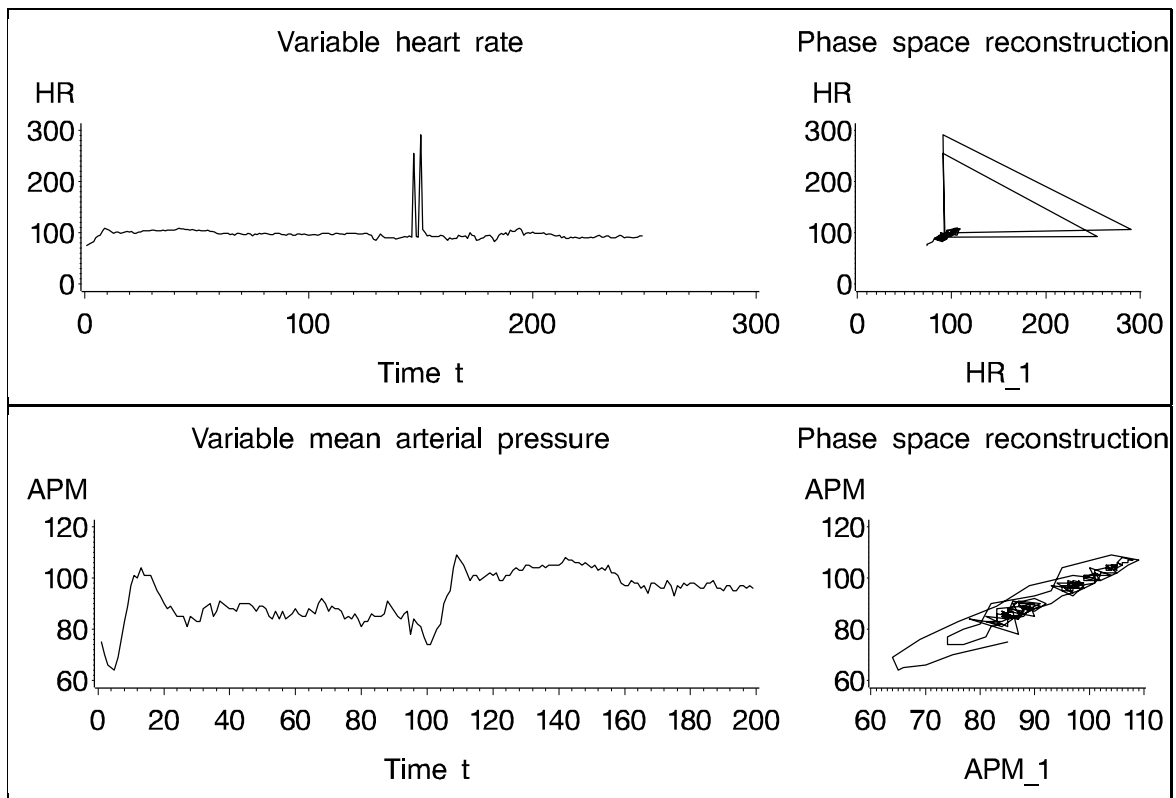 Variable heart rate
HR
300
200
100
0
0 100 200 300
Time t
Phase space reconstruction
HR
300
200
100
0
0 100 200 300
HR_1
Variable mean arterial pressure
APM
120
100
80
60
0 20 40 60 80 100 120 140 160 180 200
Time t
Phase space reconstruction
APM
120
100
80
60
60 70 80 90 100 110
APM_1